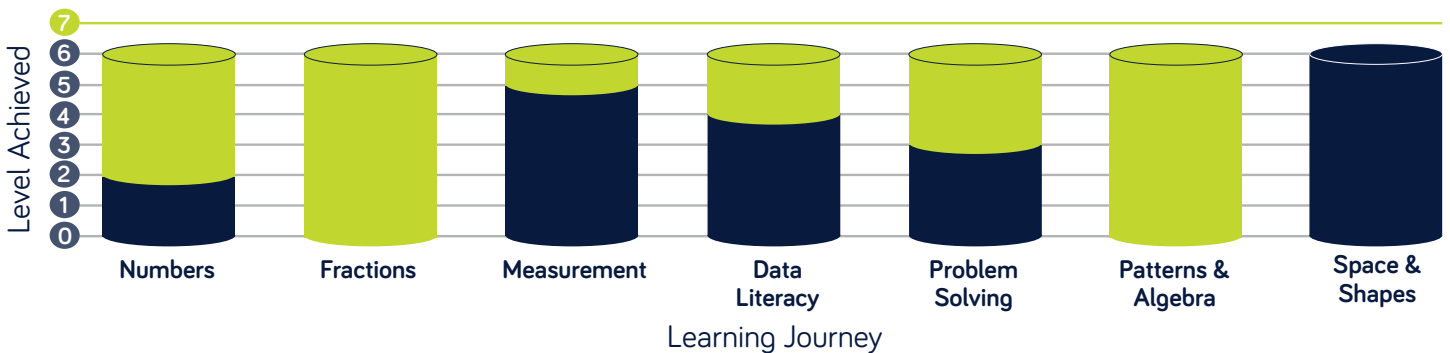 Level Achieved
7
6
5
4
3
2
1
0
Numbers
Fractions
Measurement
Data
Literacy
Problem
Solving
Patterns &
Algebra
Space &
Shapes
Learning Journey